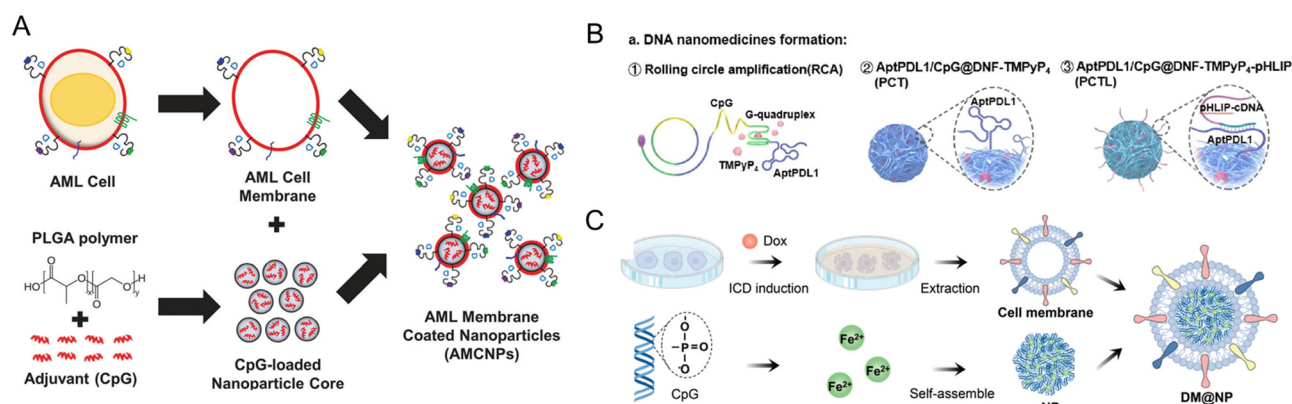 A
AML Cell
AML Cell
Membrane
PLGA polymer
HO
O
O
x
O
O
y
H
Adjuvant (CpG)
CpG-loaded
Nanoparticle Core
AML Membrane
Coated Nanoparticles
(AMCNPs)
B
a. DNA nanomedicines formation:
① Rolling circle amplification(RCA)
CpG
G-quadruplex
TMPyP₄
AptPDL1
② AptPDL1/CpG@DNF-TMPyP₄
(PCT)
AptPDL1
③ AptPDL1/CpG@DNF-TMPyP₄-pHLIP
(PCTL)
pHLIP-cDNA
AptPDL1
C
Dox
ICD induction
Extraction
Cell membrane
O⁻
-P=O
O⁻
CpG
Fe²⁺
Fe²⁺
Fe²⁺
Self-assemble
DM@NP